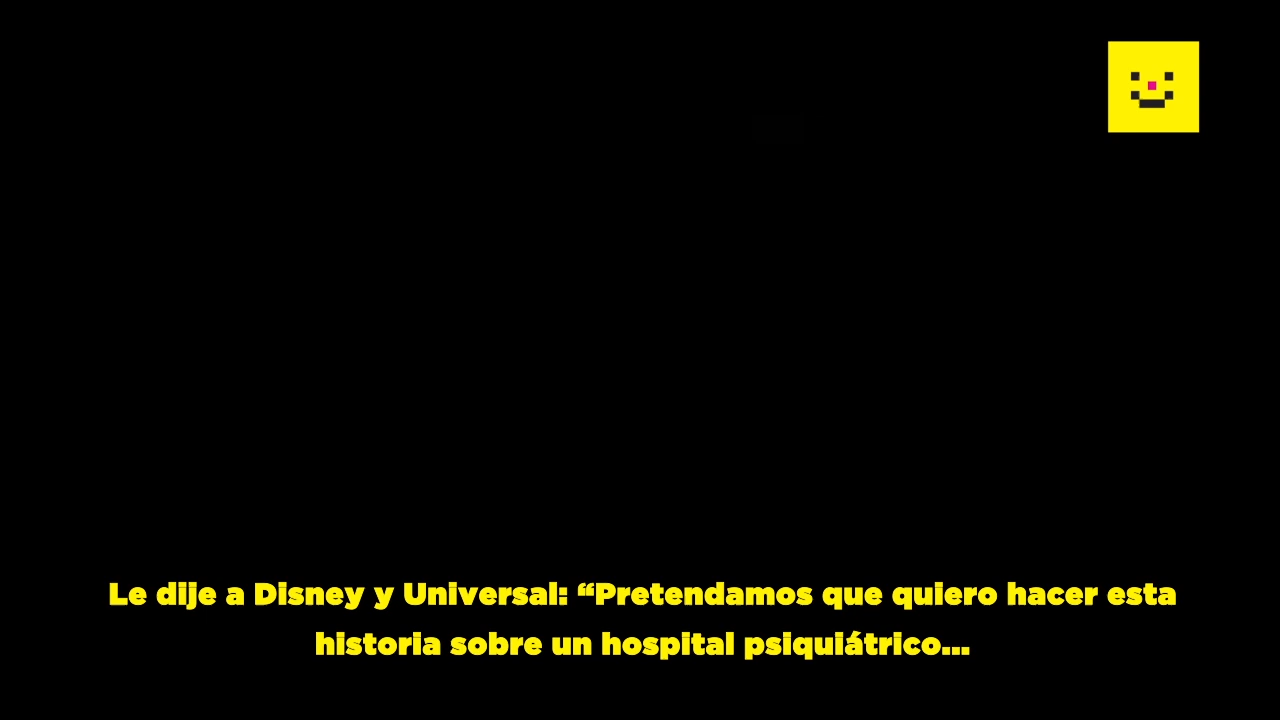 Le dije a Disney y Universal: “Pretendamos que quiero hacer esta
historia sobre un hospital psiquiátrico...